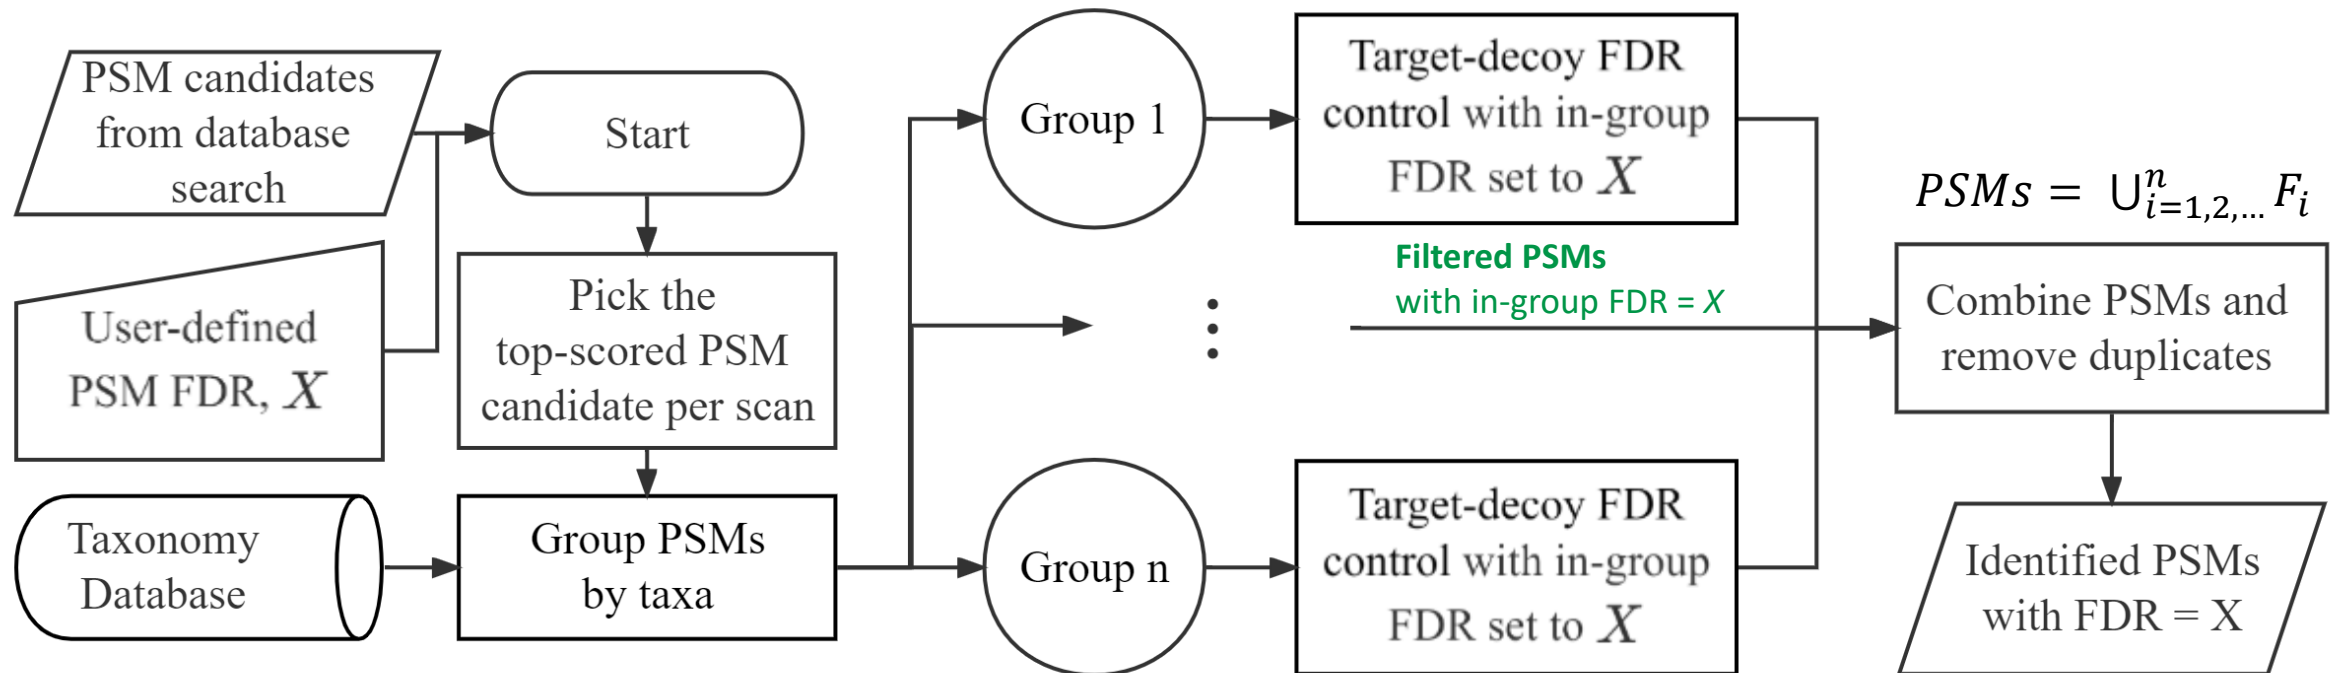 PSM candidates
from database
search
User-defined
PSM FDR, X
Taxonomy
Database
Start
Pick the
top-scored PSM
candidate per scan
Group PSMs
by taxa
Group 1
⋮
Group n
Target-decoy FDR
control with in-group
FDR set to X
Filtered PSMs
with in-group FDR = X
Target-decoy FDR
control with in-group
FDR set to X
PSMs = ⋃ⁿᵢ₌₁,₂,… Fᵢ
Combine PSMs and
remove duplicates
Identified PSMs
with FDR = X